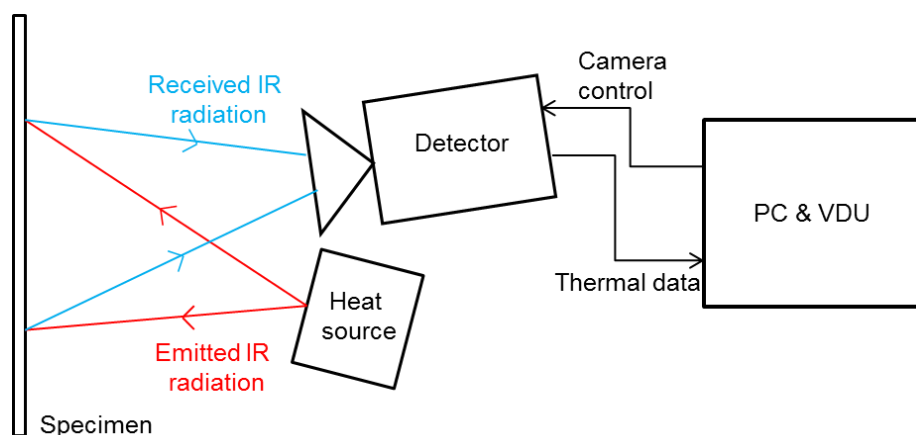 Camera
control
Received IR
radiation
Detector
PC & VDU
Thermal data
Heat
source
Emitted IR
radiation
Specimen